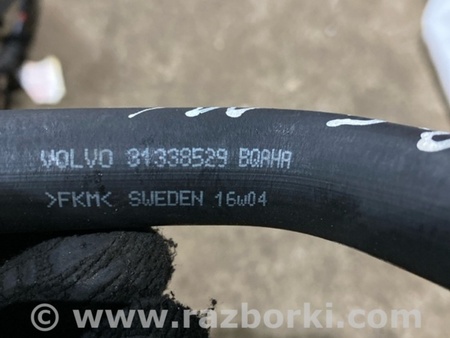 VOLVO 31338529 BQAHA
>FKM< SWEDEN 16w04
© www.razborki.com